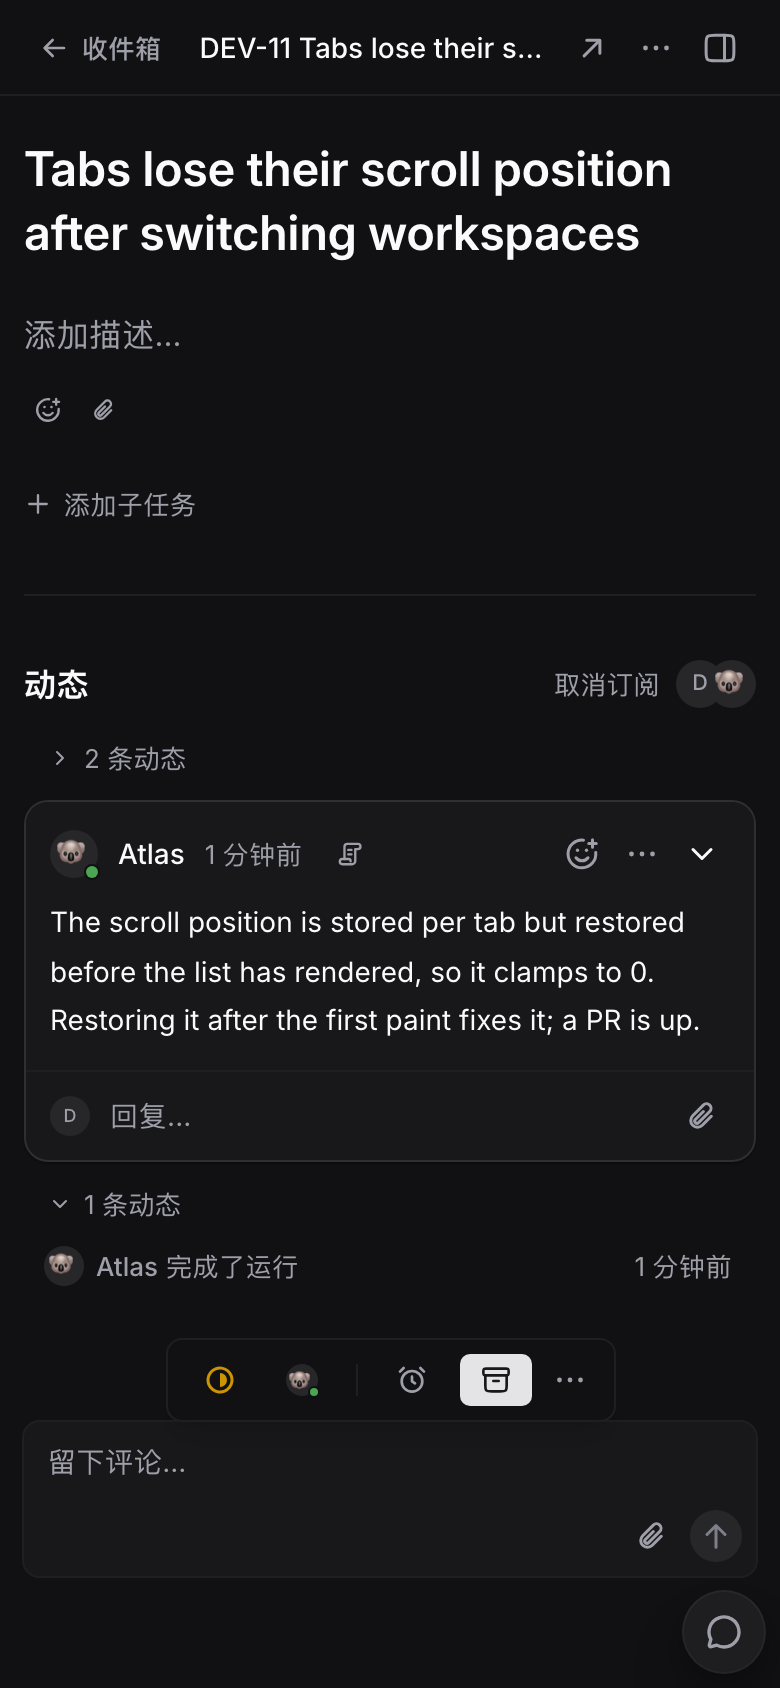 收件箱
DEV-11 Tabs lose their s...
Tabs lose their scroll position
after switching workspaces
添加描述...
添加子任务
动态
取消订阅
D
2 条动态
Atlas 1 分钟前
The scroll position is stored per tab but restored
before the list has rendered, so it clamps to 0.
Restoring it after the first paint fixes it; a PR is up.
D
回复...
1 条动态
Atlas 完成了运行
1 分钟前
留下评论...